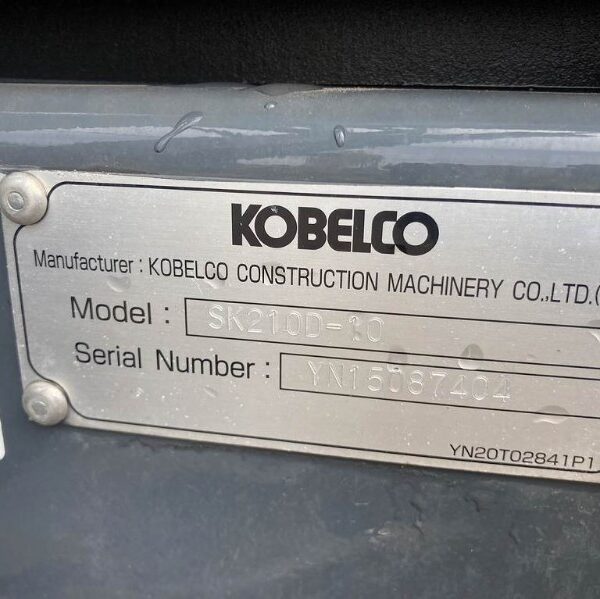 KOBELCO
Manufacturer : KOBELCO CONSTRUCTION MACHINERY CO.,LTD.(
Model : SK210D-10
Serial Number : YN15087404
YN20T02841P1